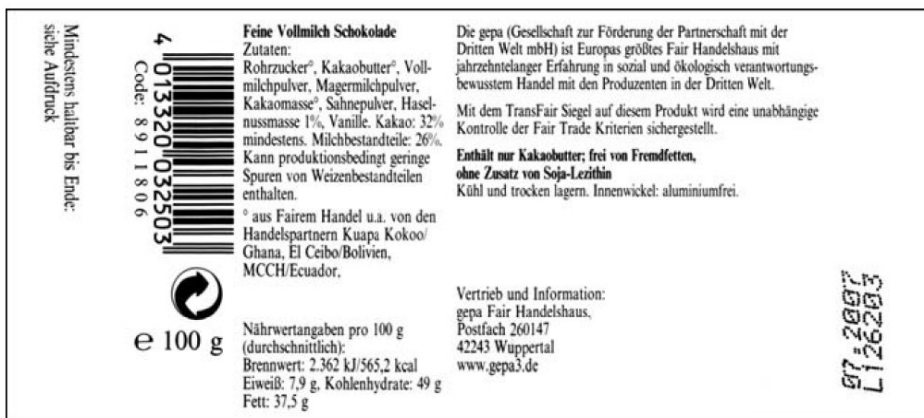 Mindestens haltbar bis Ende:
siehe Aufdruck
4 013320 032503
Code: 8911806
e 100 g
Feine Vollmilch Schokolade
Zutaten:
Rohrzucker°, Kakaobutter°, Voll-
milchpulver, Magermilchpulver,
Kakaomasse°, Sahnepulver, Hasel-
nussmasse 1%, Vanille. Kakao: 32%
mindestens. Milchbestandteile: 26%.
Kann produktionsbedingt geringe
Spuren von Weizenbestandteilen
enthalten.
° aus Fairem Handel u.a. von den
Handelspartnern Kuapa Kokoo/
Ghana, El Ceibo/Bolivien,
MCCH/Ecuador.
Nährwertangaben pro 100 g
(durchschnittlich):
Brennwert: 2.362 kJ/565,2 kcal
Eiweiß: 7,9 g, Kohlenhydrate: 49 g
Fett: 37,5 g
Die gepa (Gesellschaft zur Förderung der Partnerschaft mit der
Dritten Welt mbH) ist Europas größtes Fair Handelshaus mit
jahrzehntelanger Erfahrung in sozial und ökologisch verantwortungs-
bewusstem Handel mit den Produzenten in der Dritten Welt.
Mit dem TransFair Siegel auf diesem Produkt wird eine unabhängige
Kontrolle der Fair Trade Kriterien sichergestellt.
Enthält nur Kakaobutter; frei von Fremdfetten,
ohne Zusatz von Soja-Lezithin
Kühl und trocken lagern. Innenwickel: aluminiumfrei.
Vertrieb und Information:
gepa Fair Handelshaus,
Postfach 260147
42243 Wuppertal
www.gepa3.de
07-2007
L126203